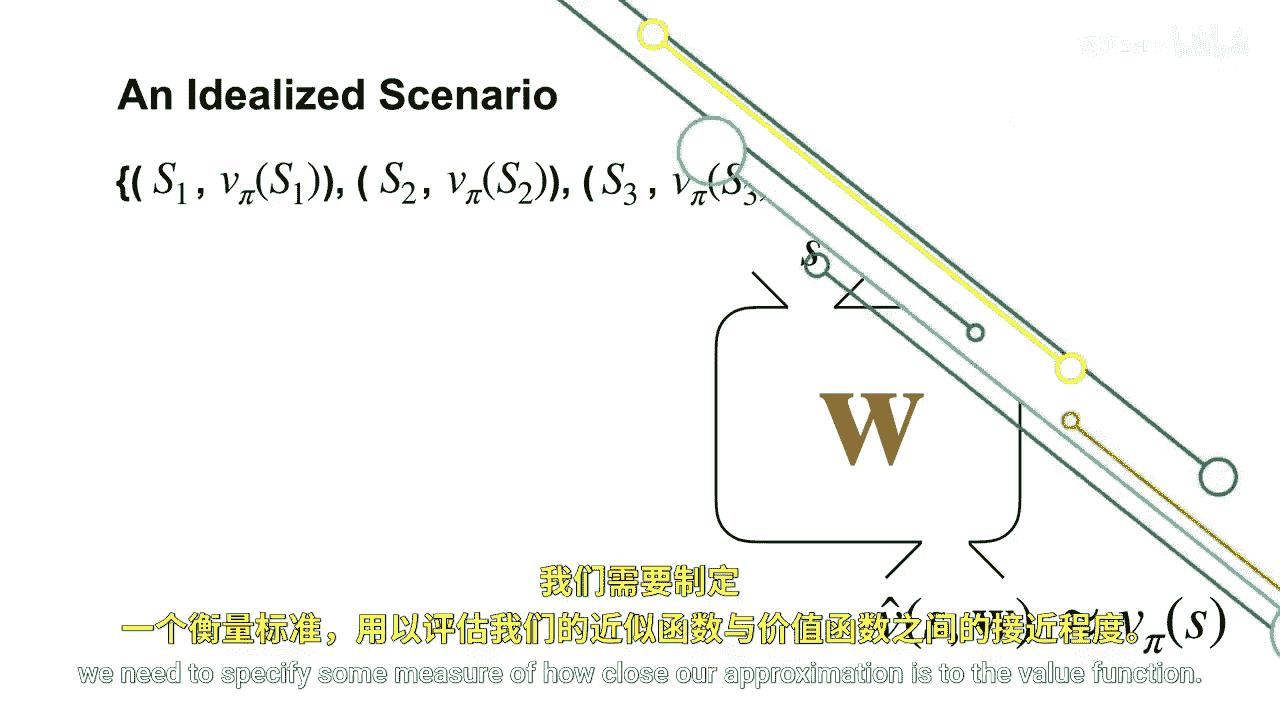 An Idealized Scenario
{( S₁ , vπ(S₁)), ( S₂ , vπ(S₂)), ( S₃ , vπ(S₃)
s
W
v̂(s, w) ≈ vπ(s)
我们需要制定
一个衡量标准，用以评估我们的近似函数与价值函数之间的接近程度。
we need to specify some measure of how close our approximation is to the value function.